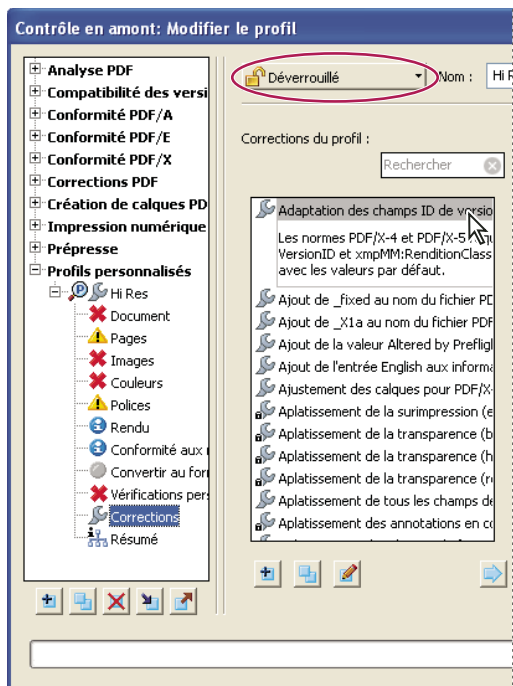 Contrôle en amont: Modifier le profil
Analyse PDF
Compatibilité des versi
Conformité PDF/A
Conformité PDF/E
Conformité PDF/X
Corrections PDF
Création de calques PD
Impression numérique
Prépresse
Profils personnalisés
Hi Res
Document
Pages
Images
Couleurs
Polices
Rendu
Conformité aux
Convertir au for
Vérifications per
Corrections
Résumé
Déverrouillé
Nom :
Hi R
Corrections du profil :
Rechercher
Adaptation des champs ID de versio
Les normes PDF/X-4 et PDF/X-5
VersionID et xmpMM:RenditionClass
avec les valeurs par défaut.
Ajout de _fixed au nom du fichier PD
Ajout de _X1a au nom du fichier PDF
Ajout de la valeur Altered by Preflig
Ajout de l'entrée English aux informa
Ajustement des calques pour PDF/X-
Aplatissement de la surimpression (e
Aplatissement de la transparence (b
Aplatissement de la transparence (h
Aplatissement de la transparence (r
Aplatissement de tous les champs de
Aplatissement des annotations en co